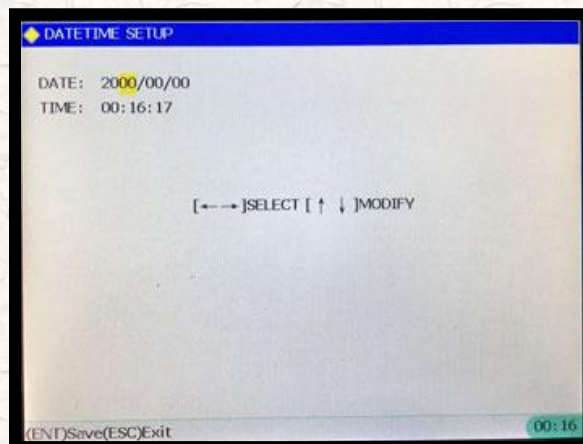 DATETIME SETUP
DATE: 2000/00/00
TIME: 00:16:17
[←→]SELECT [↑ ↓]MODIFY
(ENT)Save(ESC)Exit
00:16